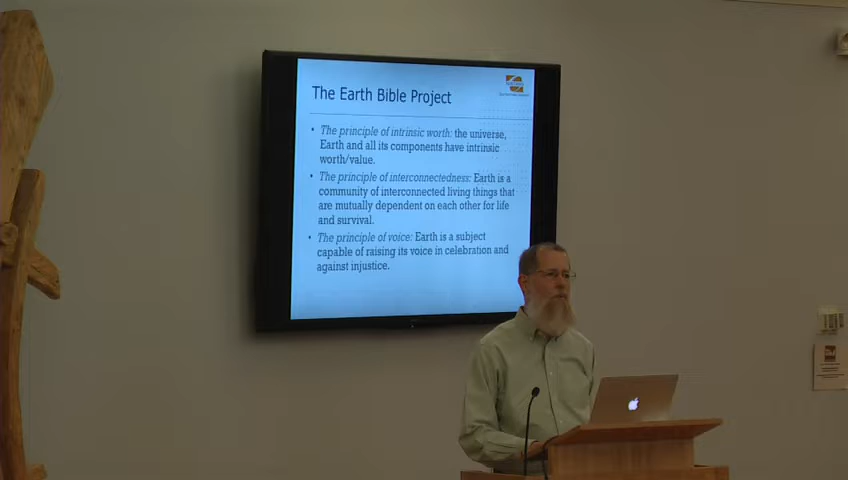 The Earth Bible Project
• The principle of intrinsic worth: the universe,
Earth and all its components have intrinsic
worth/value.
• The principle of interconnectedness: Earth is a
community of interconnected living things that
are mutually dependent on each other for life
and survival.
• The principle of voice: Earth is a subject
capable of raising its voice in celebration and
against injustice.